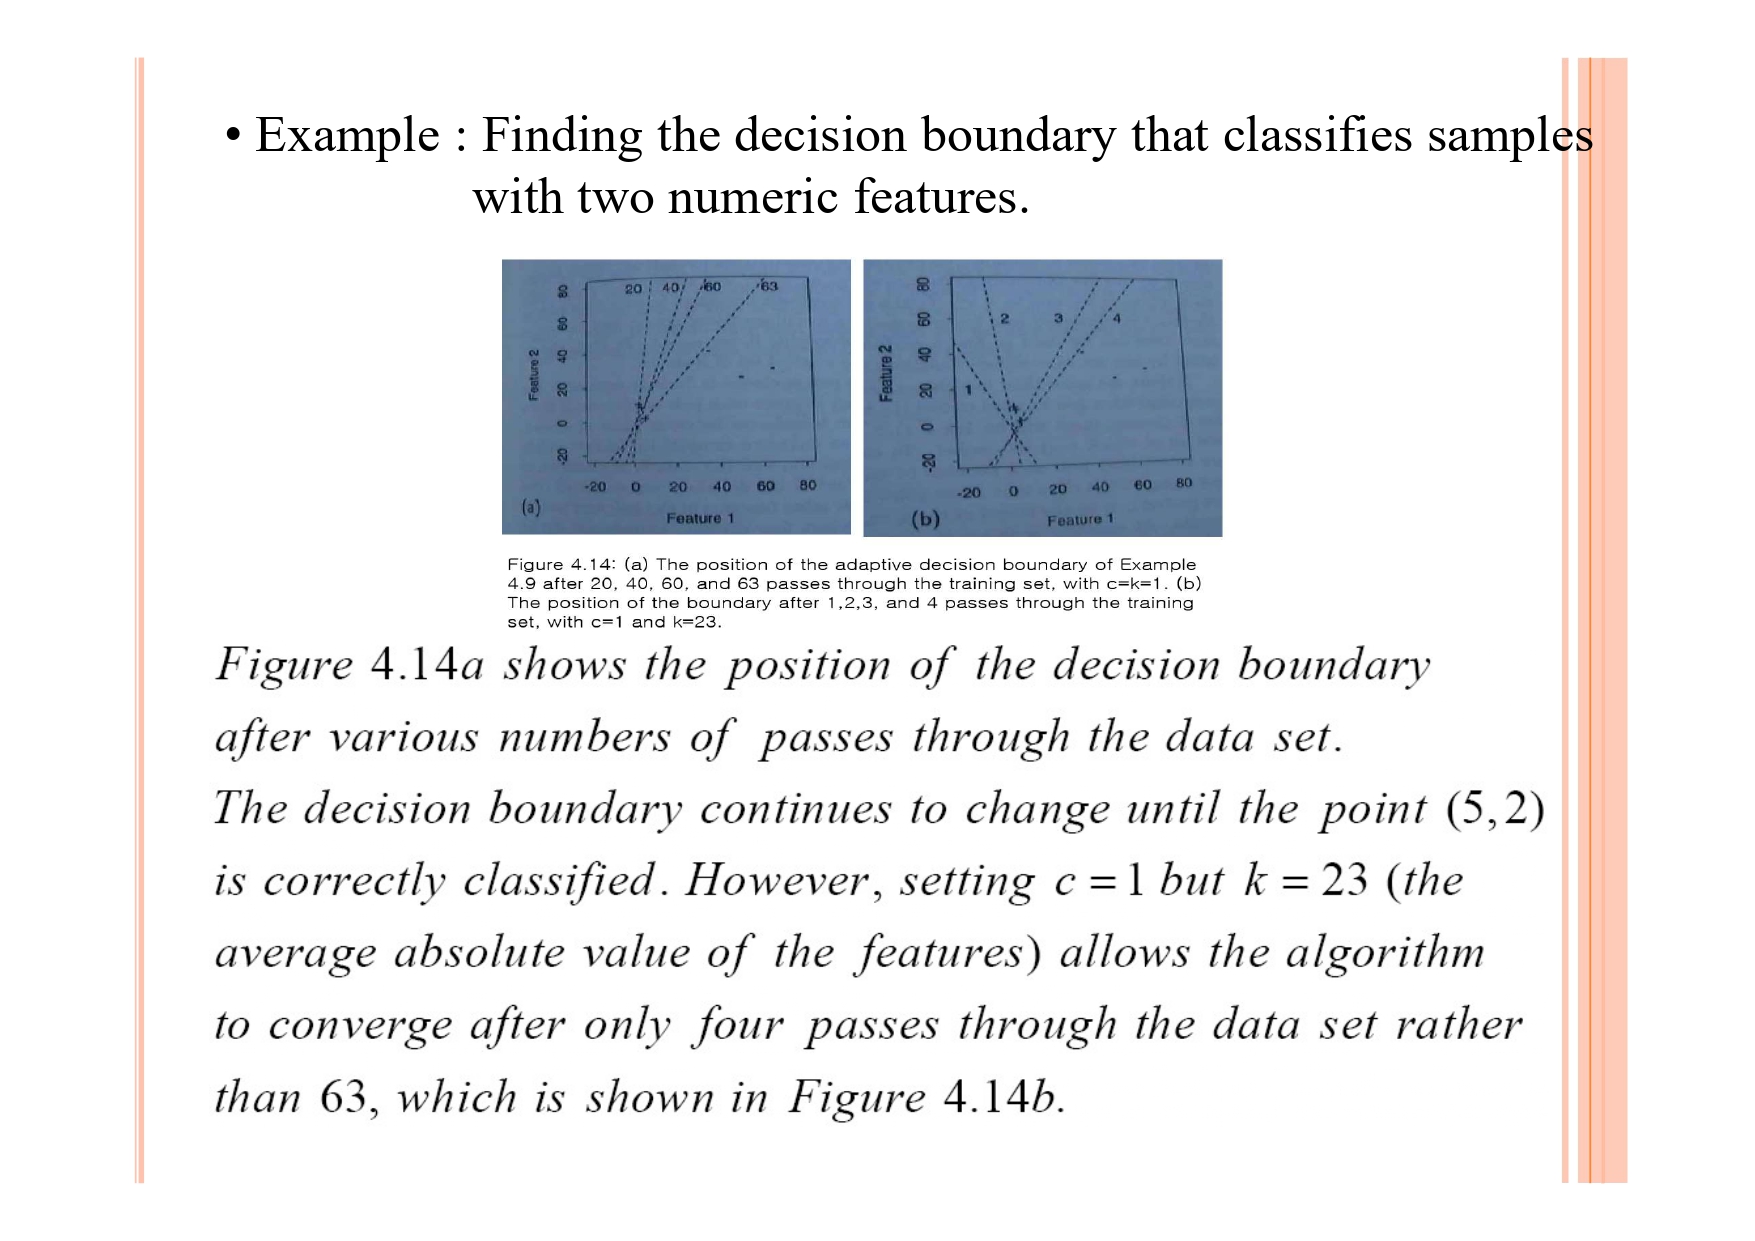 • Example : Finding the decision boundary that classifies samples
with two numeric features.
80
60
40
20
0
-20
Feature 2
20 40 60 63
-20 0 20 40 60 80
Feature 1
(a)
80
60
40
20
0
-20
Feature 2
2 3 4
1
-20 0 20 40 60 80
Feature 1
(b)
Figure 4.14: (a) The position of the adaptive decision boundary of Example
4.9 after 20, 40, 60, and 63 passes through the training set, with c=k=1. (b)
The position of the boundary after 1,2,3, and 4 passes through the training
set, with c=1 and k=23.
Figure 4.14a shows the position of the decision boundary
after various numbers of passes through the data set.
The decision boundary continues to change until the point (5,2)
is correctly classified. However, setting c = 1 but k = 23 (the
average absolute value of the features) allows the algorithm
to converge after only four passes through the data set rather
than 63, which is shown in Figure 4.14b.